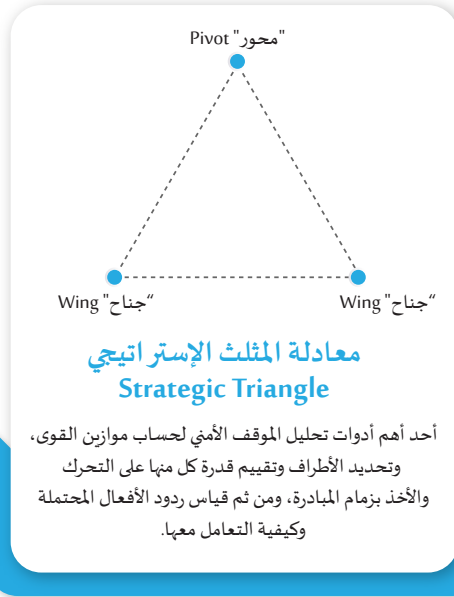 "محور" Pivot
"جناح" Wing
"جناح" Wing
معادلة المثلث الإستراتيجي
Strategic Triangle
أحد أهم أدوات تحليل الموقف الأمني لحساب موازين القوى،
وتحديد الأطراف وتقييم قدرة كل منها على التحرك
والأخذ بزمام المبادرة، ومن ثم قياس ردود الأفعال المحتملة
وكيفية التعامل معها.